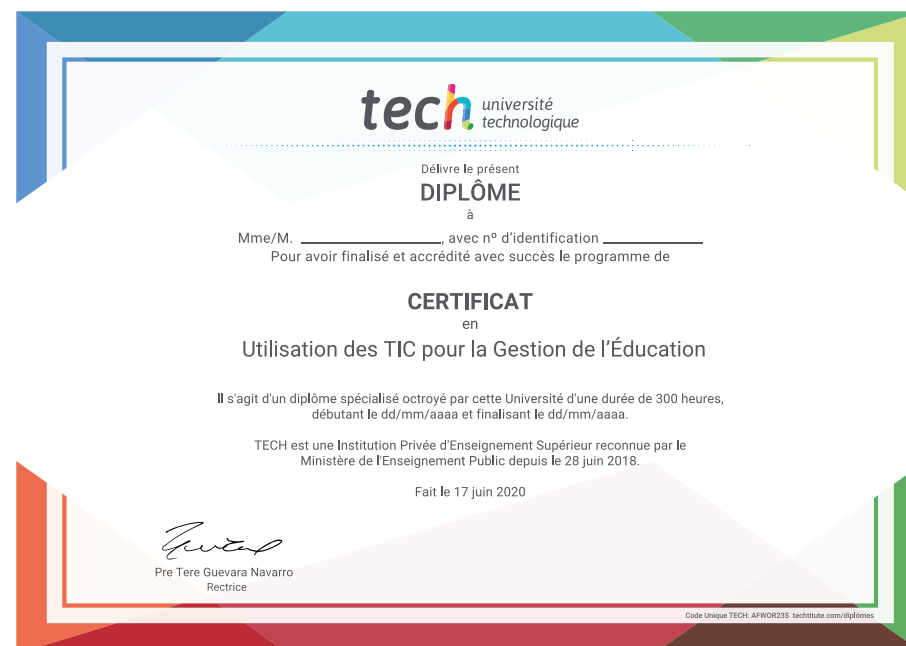 tech université
technologique
Délivre le présent
DIPLÔME
à
Mme/M. ____________________, avec nº d'identification ______________
Pour avoir finalisé et accrédité avec succès le programme de
CERTIFICAT
en
Utilisation des TIC pour la Gestion de l'Éducation
Il s'agit d'un diplôme spécialisé octroyé par cette Université d'une durée de 300 heures,
débutant le dd/mm/aaaa et finalisant le dd/mm/aaaa.
TECH est une Institution Privée d'Enseignement Supérieur reconnue par le
Ministère de l'Enseignement Public depuis le 28 juin 2018.
Fait le 17 juin 2020
Pre Tere Guevara Navarro
Rectrice
Code Unique TECH: AFWOR23S techtitute.com/diplômes